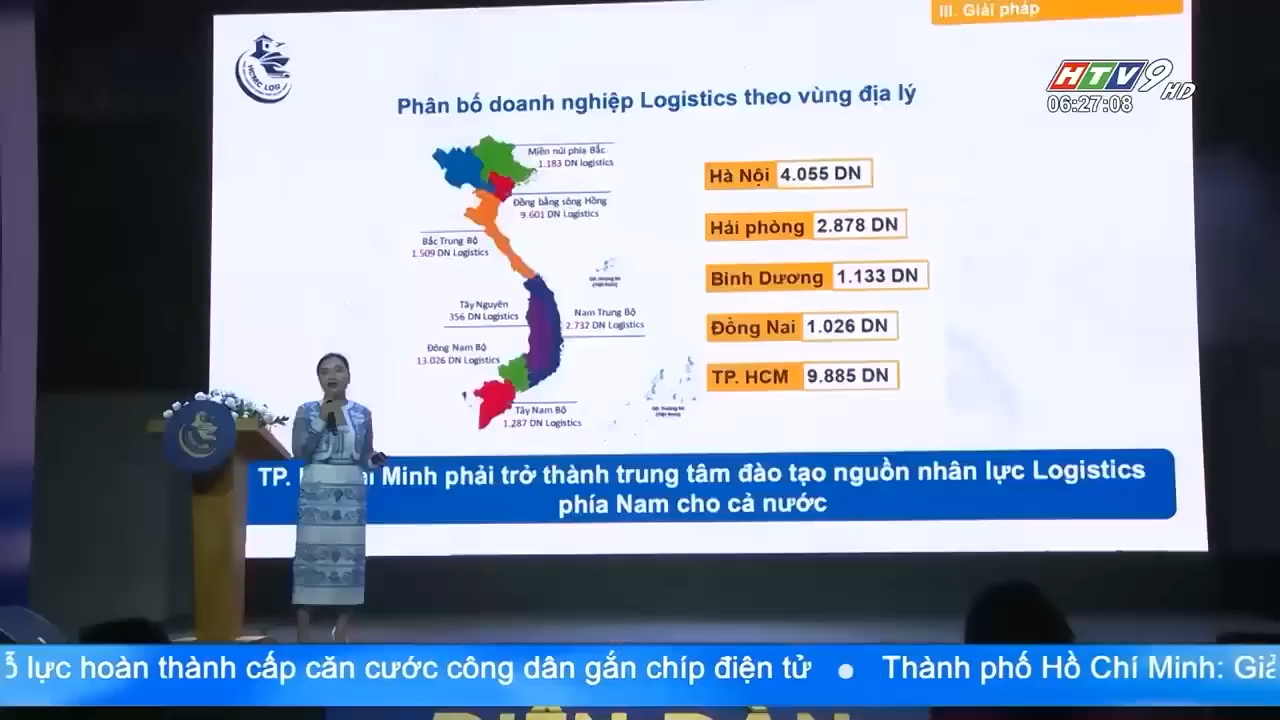 III. Giải pháp
HCMC LOG
HTV9 HD
06:27:08
Phân bố doanh nghiệp Logistics theo vùng địa lý
Miền núi phía Bắc
1.183 DN logistics
Đồng bằng sông Hồng
9.601 DN Logistics
Bắc Trung Bộ
1.509 DN Logistics
Tây Nguyên
356 DN Logistics
Nam Trung Bộ
2.732 DN Logistics
Đông Nam Bộ
13.026 DN Logistics
Tây Nam Bộ
1.287 DN Logistics
Hà Nội 4.055 DN
Hải phòng 2.878 DN
Bình Dương 1.133 DN
Đồng Nai 1.026 DN
TP. HCM 9.885 DN
TP. Minh phải trở thành trung tâm đào tạo nguồn nhân lực Logistics
phía Nam cho cả nước
lực hoàn thành cấp căn cước công dân gắn chíp điện tử ● Thành phố Hồ Chí Minh: